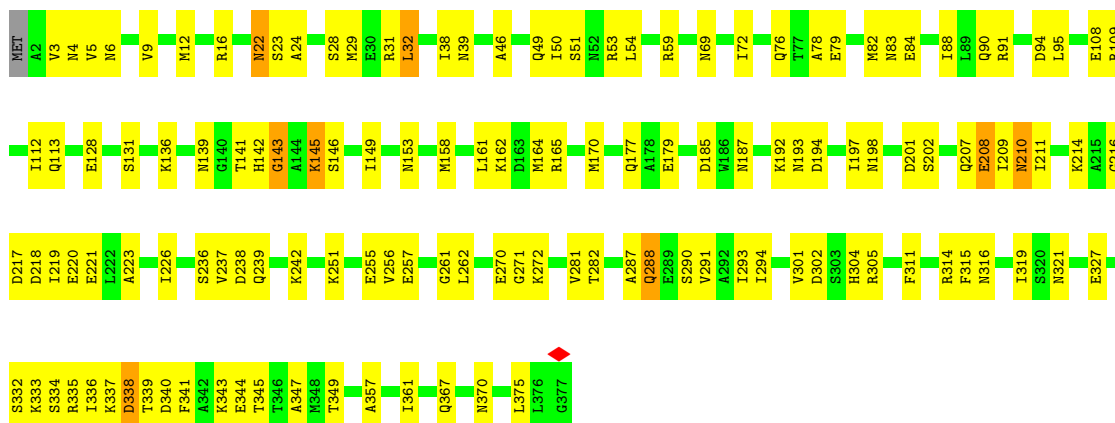 MET A2 V3 N4 V5 N6 V9 M12 R16 N22 S23 A24 S28 M29 E30 R31 L32 I38 N39 A46 Q49 I50 S51 N52 R53 L54 R59 N69 I72 Q76 T77 A78 E79 M82 N83 E84 I88 L89 Q90 R91 D94 L95 E108 R109
I112 Q113 E128 S131 K136 N139 G140 T141 H142 G143 A144 K145 S146 I149 N153 M158 L161 K162 D163 M164 R165 M170 Q177 A178 E179 D185 W186 N187 K192 N193 D194 I197 N198 D201 S202 Q207 E208 I209 N210 I211 K214 A215 G216
D217 D218 I219 E220 E221 L222 A223 I226 S236 V237 D238 Q239 K242 K251 E255 V256 E257 G261 L262 E270 G271 K272 V281 T282 A287 Q288 E289 S290 V291 A292 I293 I294 V301 D302 S303 H304 R305 F311 R314 F315 N316 I319 S320 N321 E327
S332 K333 S334 R335 I336 K337 D338 T339 D340 F341 A342 K343 E344 T345 T346 A347 M348 T349 A357 I361 Q367 N370 L375 L376 G377